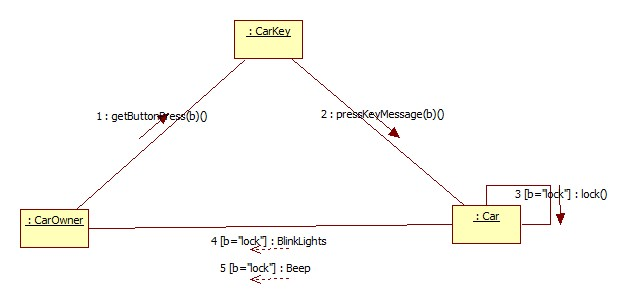 : CarKey
1 : getButtonPress(b)()
2 : pressKeyMessage(b)()
3 [b="lock"] : lock()
: CarOwner
: Car
4 [b="lock"] : BlinkLights
5 [b="lock"] : Beep